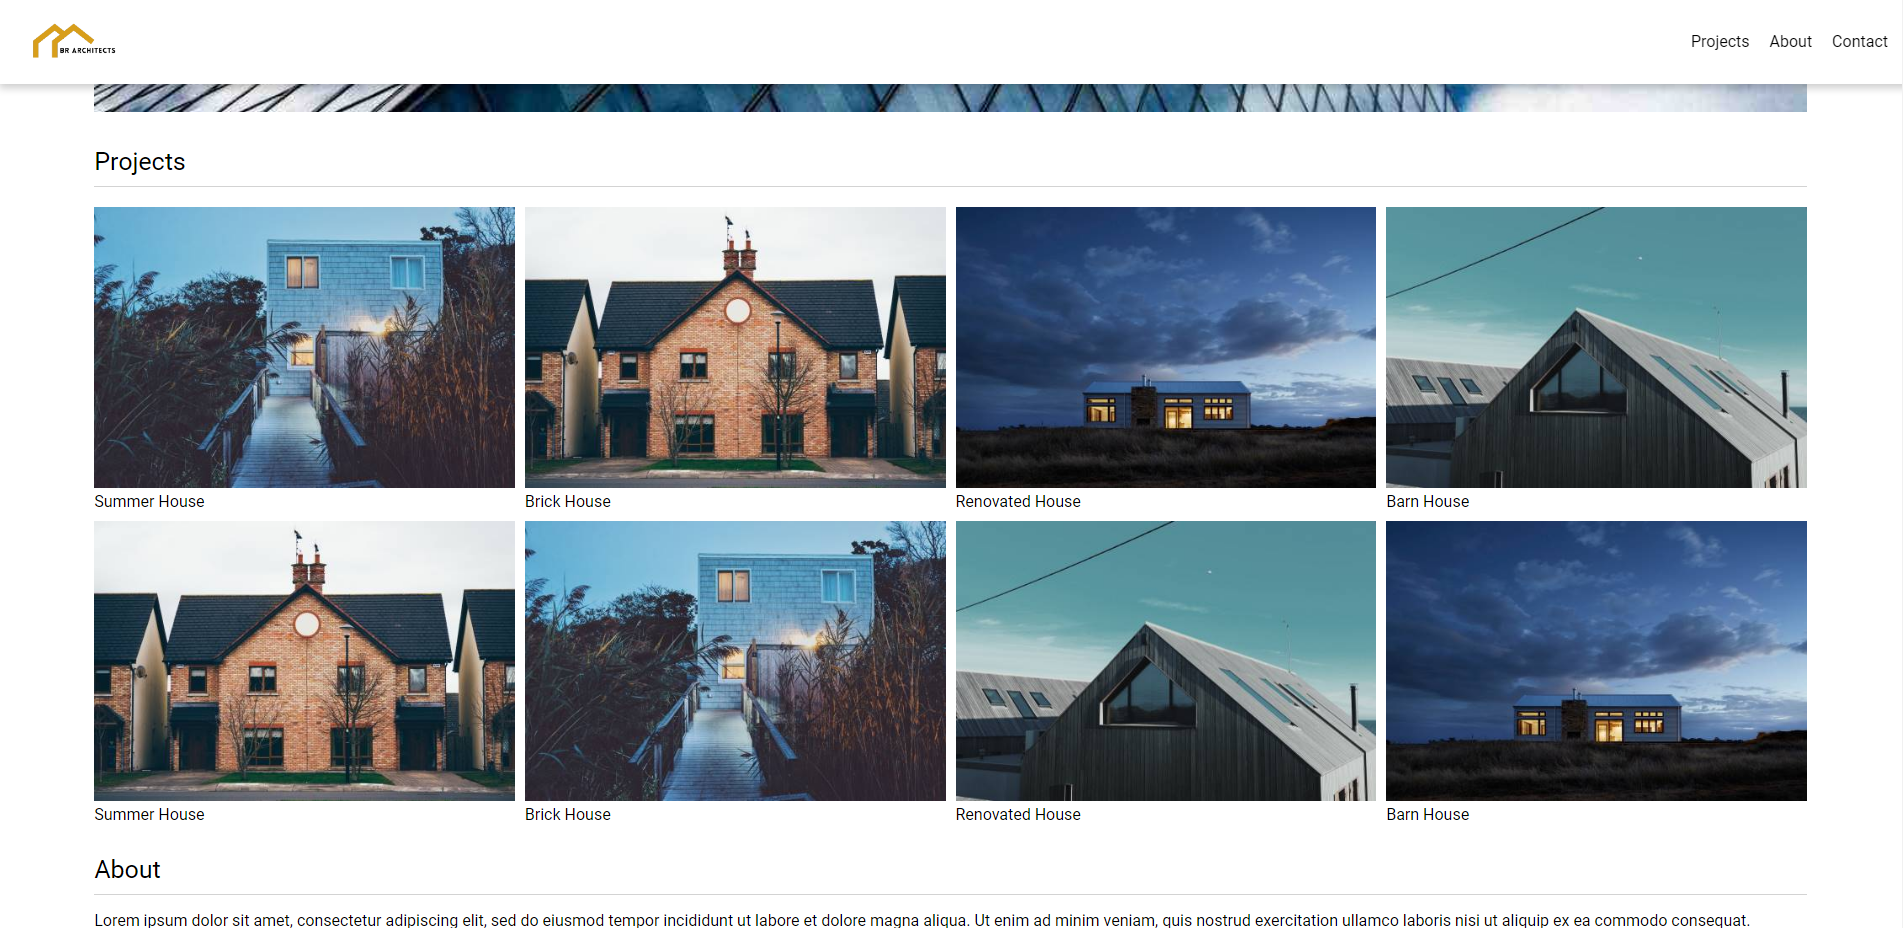 BR ARCHITECTS
Projects About Contact
Projects
Summer House Brick House Renovated House Barn House
Summer House Brick House Renovated House Barn House
About
Lorem ipsum dolor sit amet, consectetur adipiscing elit, sed do eiusmod tempor incididunt ut labore et dolore magna aliqua. Ut enim ad minim veniam, quis nostrud exercitation ullamco laboris nisi ut aliquip ex ea commodo consequat.